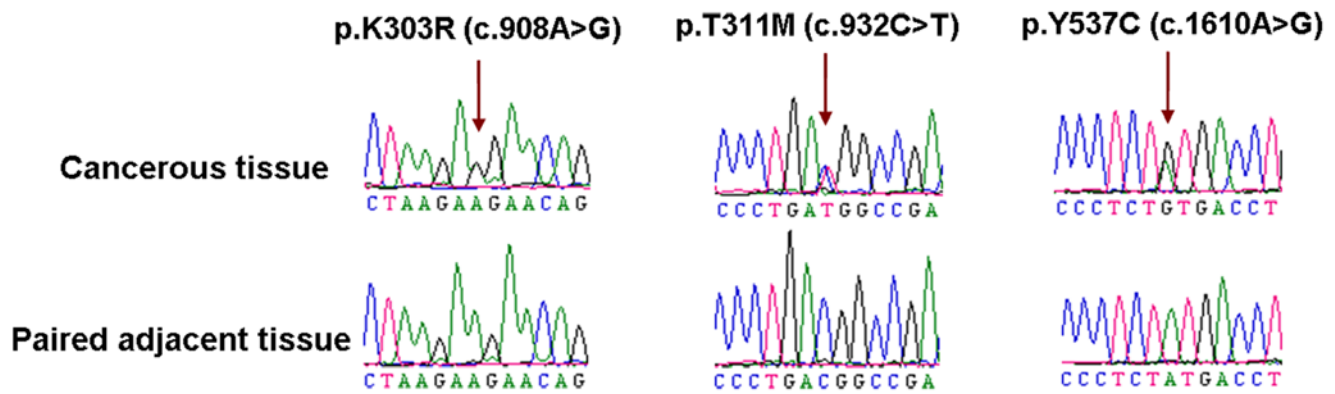 p.K303R (c.908A>G) p.T311M (c.932C>T) p.Y537C (c.1610A>G)
Cancerous tissue
CTAAGAAGAACAG CCCTGATGGCCGA CCCTCTGTGACCT
Paired adjacent tissue
CTAAGAAGAACAG CCCTGACGGCCGA CCCTCTATGACCT